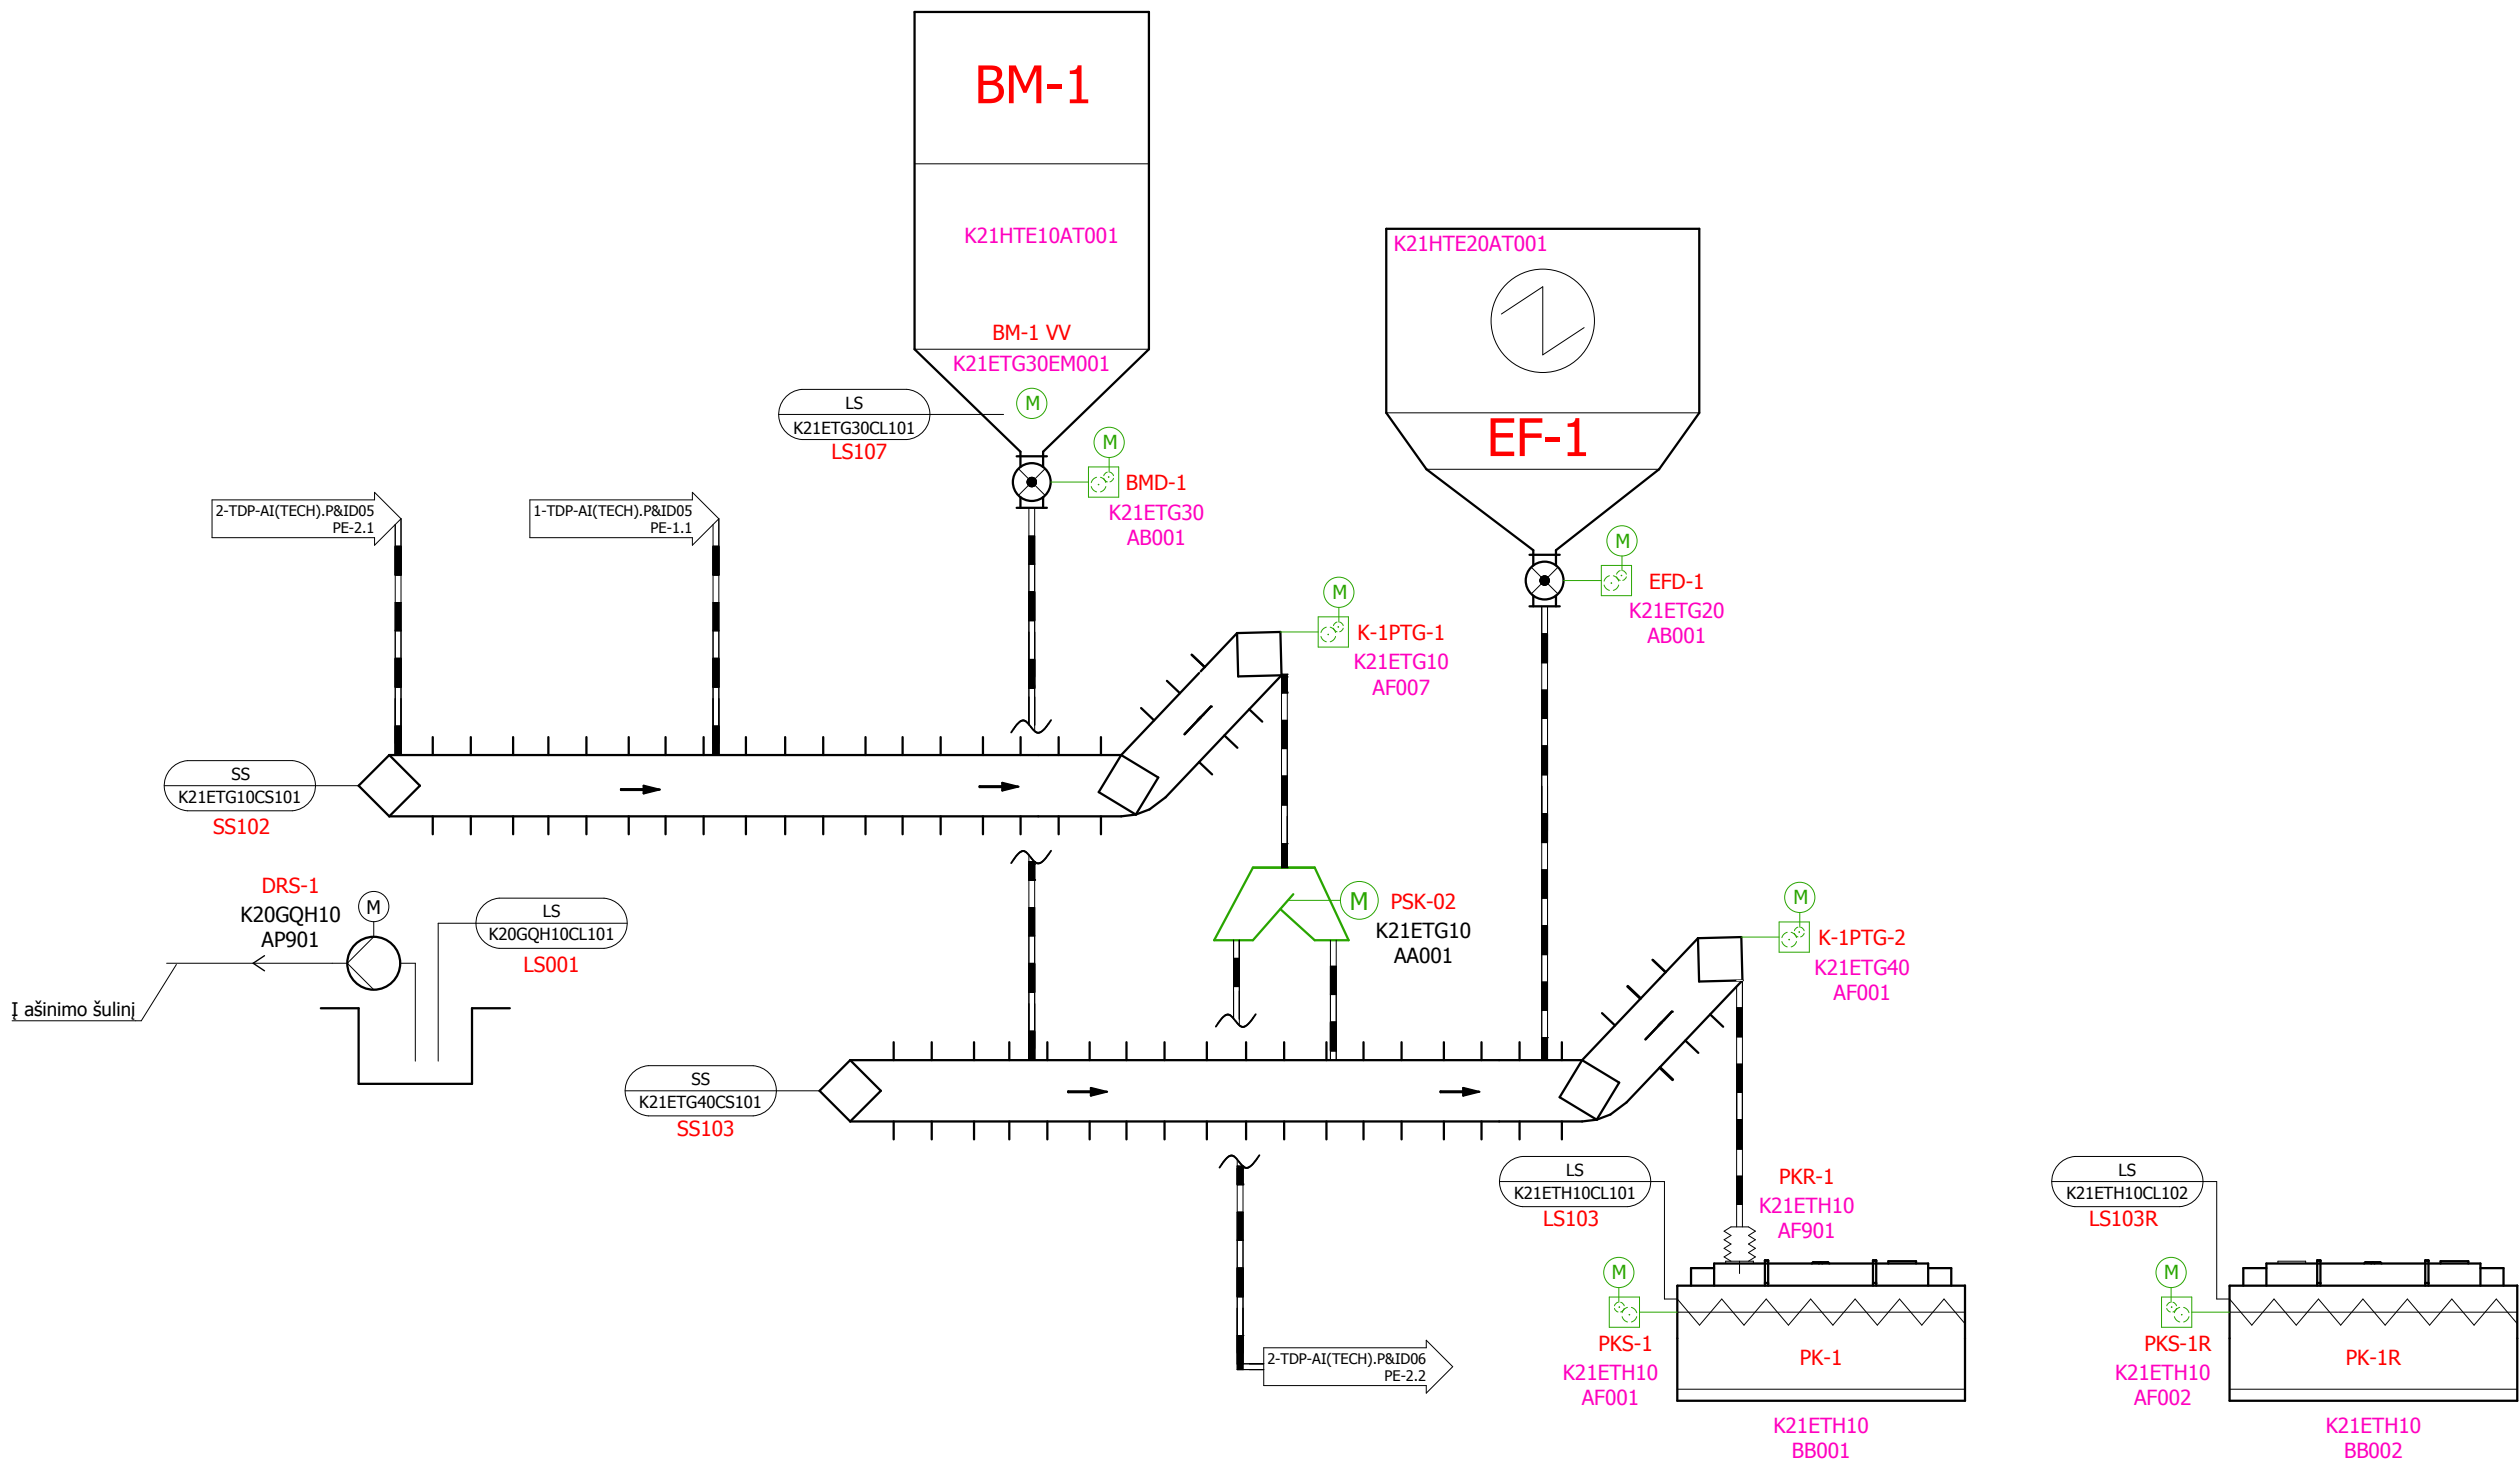 BM-1
K21HTE10AT001
BM-1 VV
K21ETG30EM001
M
LS
K21ETG30CL101
LS107
M
BMD-1
K21ETG30
AB001
K21HTE20AT001
EF-1
M
EFD-1
K21ETG20
AB001
2-TDP-AI(TECH).P&ID05
PE-2.1
1-TDP-AI(TECH).P&ID05
PE-1.1
M
K-1PTG-1
K21ETG10
AF007
SS
K21ETG10CS101
SS102
DRS-1
K20GQH10
AP901
M
LS
K20GQH10CL101
LS001
Į ašinimo šulinį
M
PSK-02
K21ETG10
AA001
M
K-1PTG-2
K21ETG40
AF001
SS
K21ETG40CS101
SS103
LS
K21ETH10CL101
LS103
PKR-1
K21ETH10
AF901
LS
K21ETH10CL102
LS103R
M
PKS-1
K21ETH10
AF001
PK-1
K21ETH10
BB001
M
PKS-1R
K21ETH10
AF002
PK-1R
K21ETH10
BB002
2-TDP-AI(TECH).P&ID06
PE-2.2